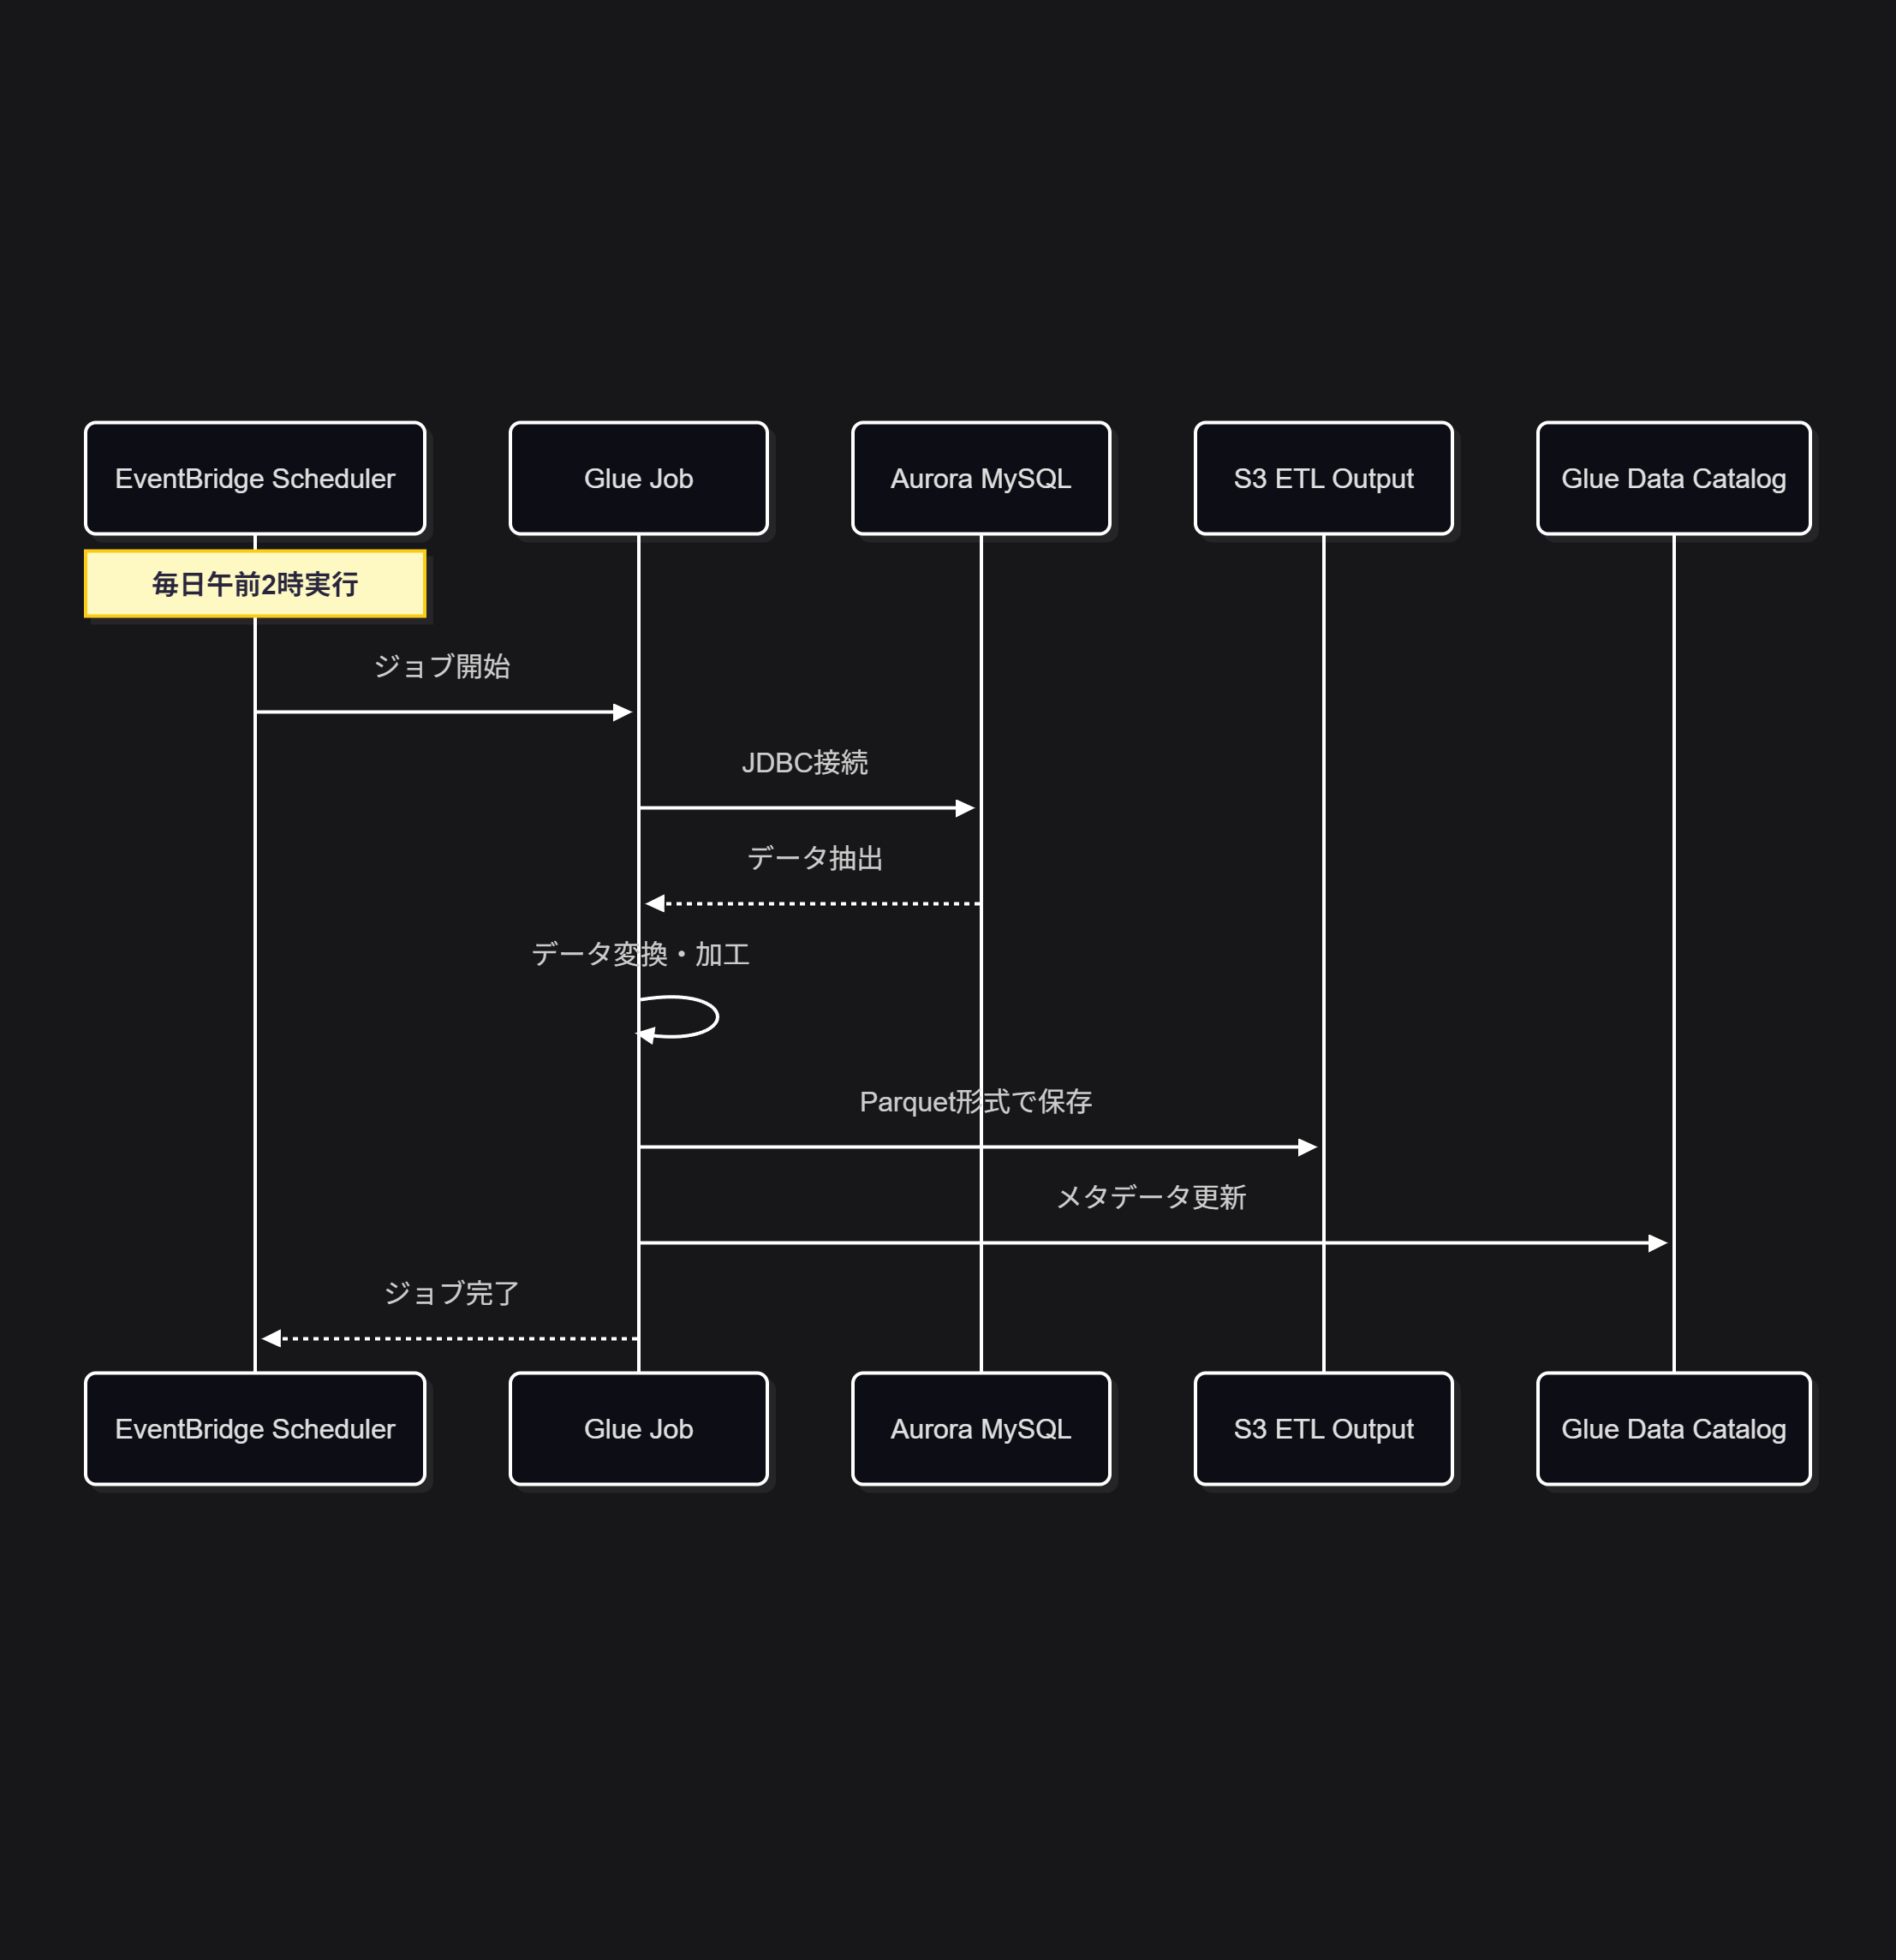 EventBridge Scheduler
Glue Job
Aurora MySQL
S3 ETL Output
Glue Data Catalog
毎日午前2時実行
ジョブ開始
JDBC接続
データ抽出
データ変換・加工
Parquet形式で保存
メタデータ更新
ジョブ完了
EventBridge Scheduler
Glue Job
Aurora MySQL
S3 ETL Output
Glue Data Catalog